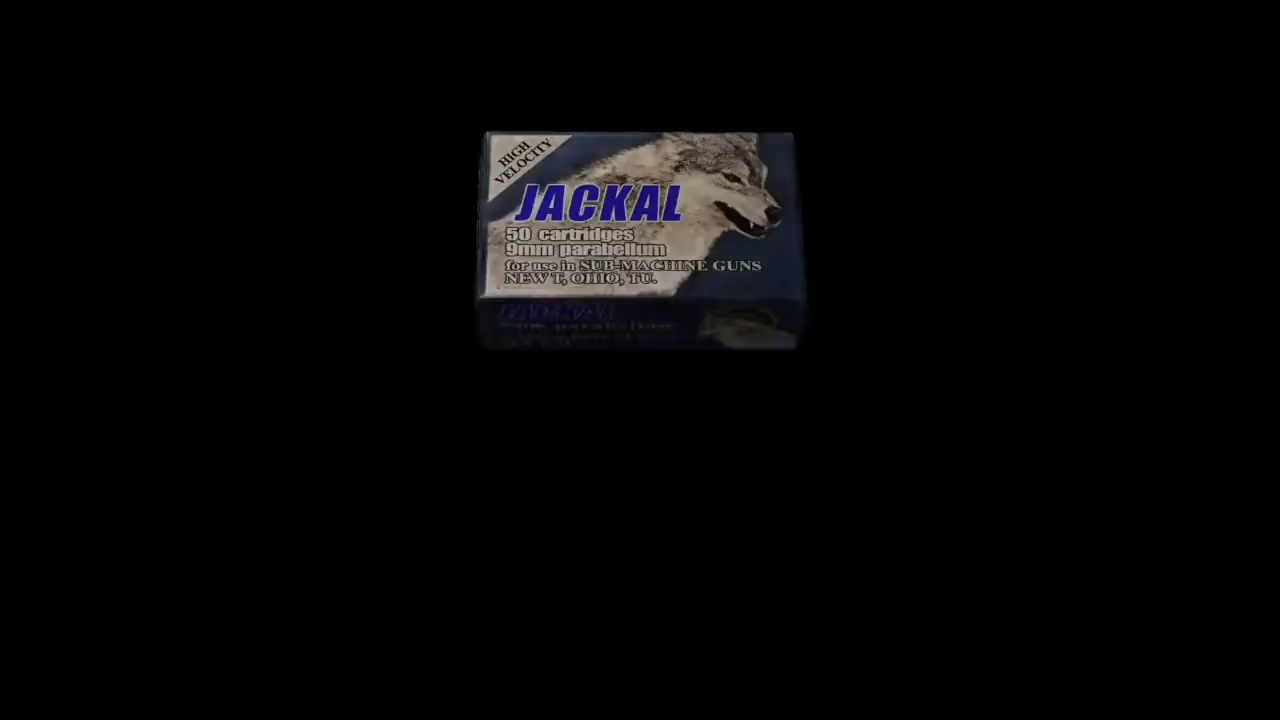 HIGH
VELOCITY
JACKAL
50 cartridges
9mm parabellum
for use in SUB-MACHINE GUNS
NEW T, OHIO, TU.